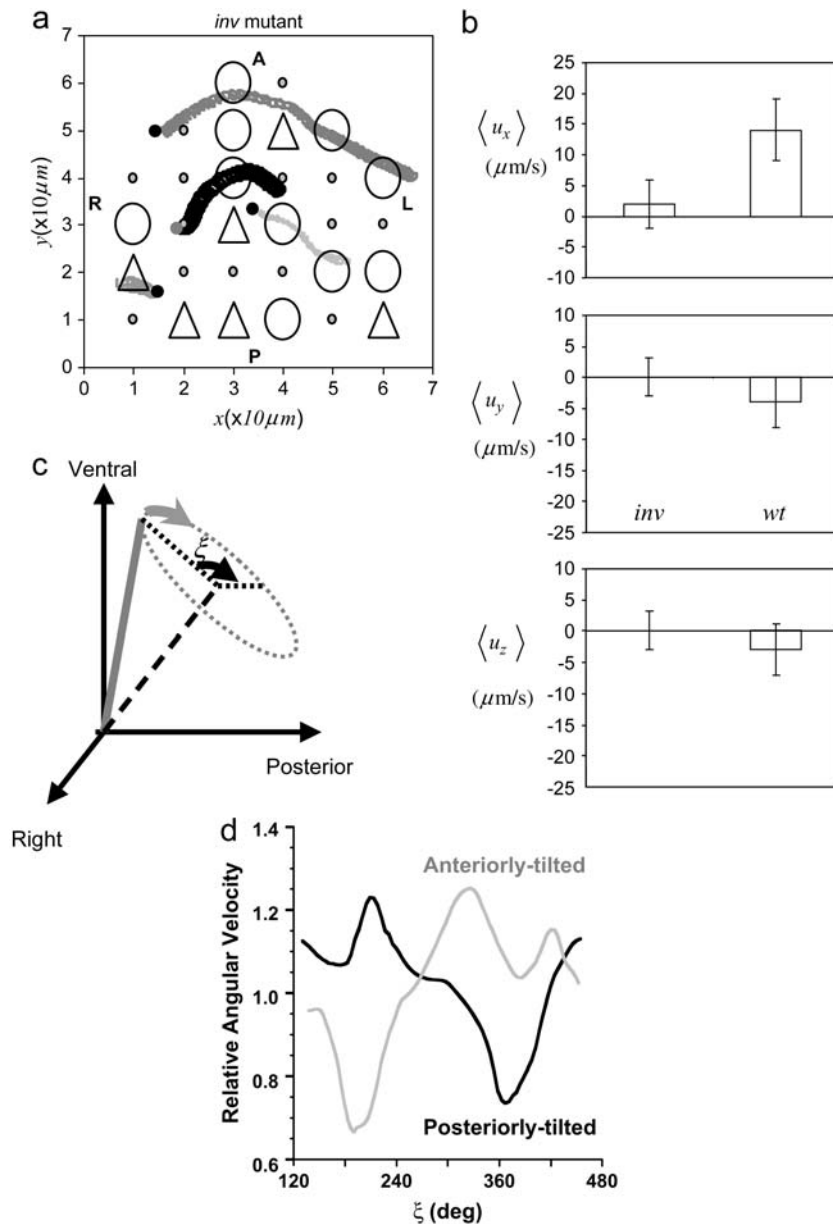 a
inv mutant
7
6
5
4
3
2
1
0
y(x10μm)
A
R
L
P
0 1 2 3 4 5 6 7
x(x10μm)
b
25
20
15
10
5
0
-5
-10
⟨u_x⟩
(μm/s)
10
5
0
-5
-10
-15
-20
-25
⟨u_y⟩
(μm/s)
inv wt
10
5
0
-5
-10
-15
-20
-25
⟨u_z⟩
(μm/s)
c
Ventral
ξ
Posterior
Right
d
1.4
1.2
1.0
0.8
0.6
Relative Angular Velocity
Anteriorly-tilted
Posteriorly-tilted
120 240 360 480
ξ (deg)